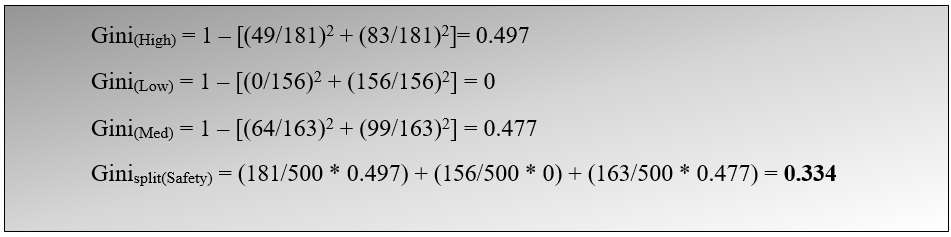 Gini(High) = 1 – [(49/181)² + (83/181)²]= 0.497
Gini(Low) = 1 – [(0/156)² + (156/156)²] = 0
Gini(Med) = 1 – [(64/163)² + (99/163)²] = 0.477
Ginisplit(Safety) = (181/500 * 0.497) + (156/500 * 0) + (163/500 * 0.477) = 0.334